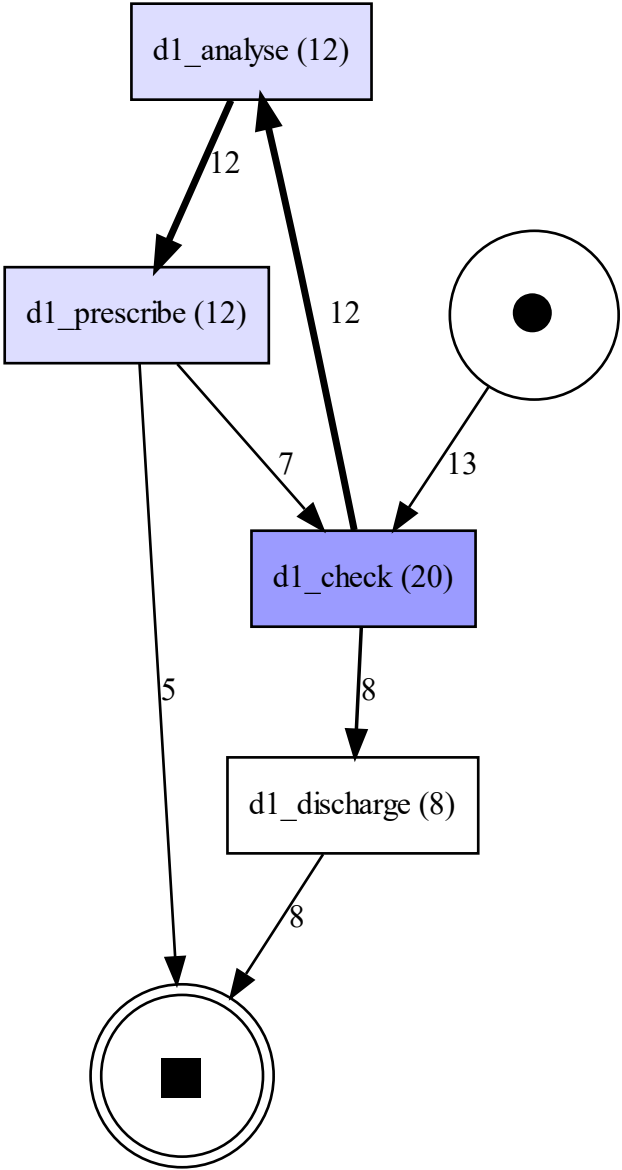 d1_analyse (12)
12
d1_prescribe (12)
12
7
13
d1_check (20)
5
8
d1_discharge (8)
8